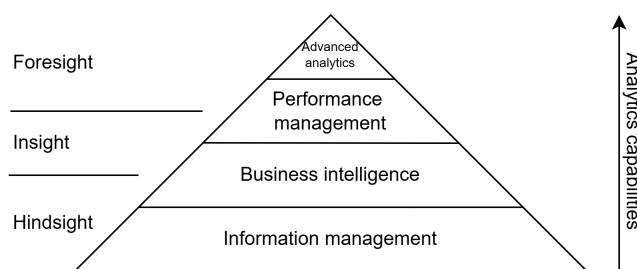 Advanced
analytics
Foresight
Performance
management
Insight
Business intelligence
Hindsight
Information management
Analytics capabilities